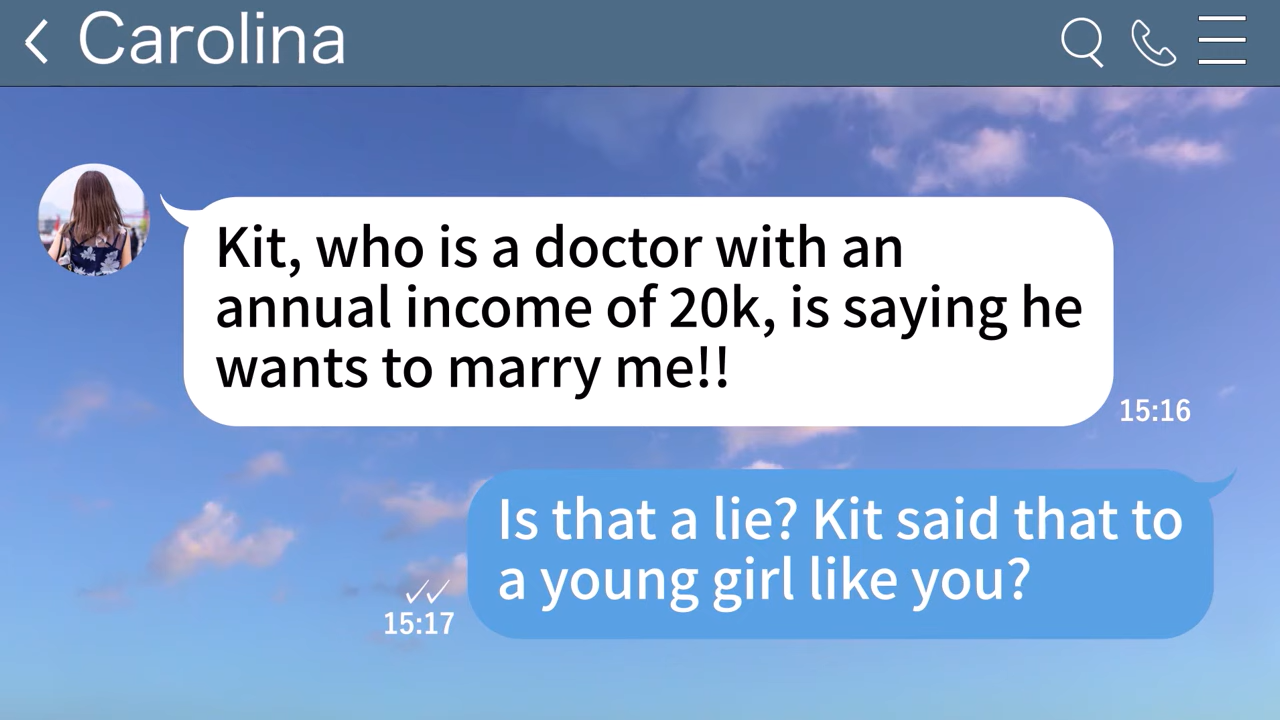 Carolina
Kit, who is a doctor with an
annual income of 20k, is saying he
wants to marry me!!
15:16
Is that a lie? Kit said that to
a young girl like you?
15:17